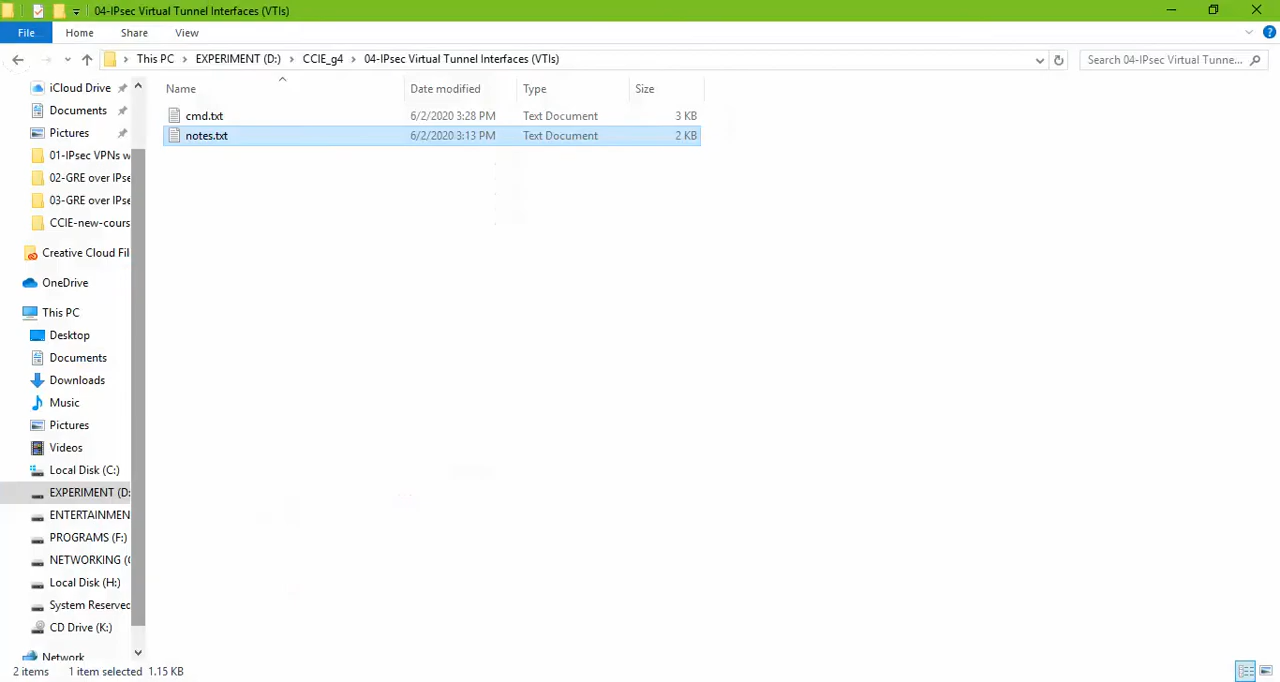 04-IPsec Virtual Tunnel Interfaces (VTIs)
File Home Share View
This PC EXPERIMENT (D:) CCIE_g4 04-IPsec Virtual Tunnel Interfaces (VTIs) Search 04-IPsec Virtual Tunne...
Name Date modified Type Size
cmd.txt 6/2/2020 3:28 PM Text Document 3 KB
notes.txt 6/2/2020 3:13 PM Text Document 2 KB
iCloud Drive
Documents
Pictures
01-IPsec VPNs w
02-GRE over IPse
03-GRE over IPse
CCIE-new-cours
Creative Cloud Fil
OneDrive
This PC
Desktop
Documents
Downloads
Music
Pictures
Videos
Local Disk (C:)
EXPERIMENT (D:
ENTERTAINMEN
PROGRAMS (F:)
NETWORKING (
Local Disk (H:)
System Reserved
CD Drive (K:)
Network
2 items 1 item selected 1.15 KB